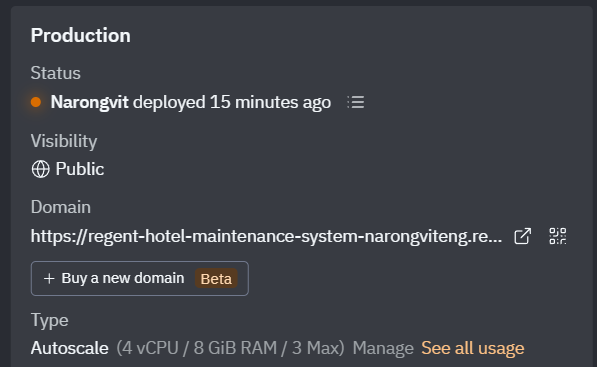 Production
Status
Narongvit deployed 15 minutes ago
Visibility
Public
Domain
https://regent-hotel-maintenance-system-narongviteng.re...
+ Buy a new domain Beta
Type
Autoscale (4 vCPU / 8 GiB RAM / 3 Max) Manage See all usage